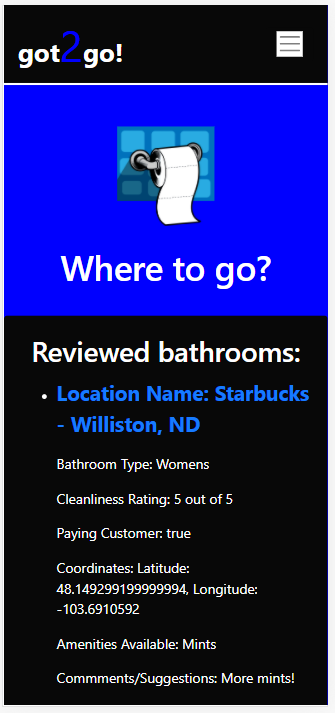 got2go!
Where to go?
Reviewed bathrooms:
Location Name: Starbucks
- Williston, ND
Bathroom Type: Womens
Cleanliness Rating: 5 out of 5
Paying Customer: true
Coordinates: Latitude:
48.149299199999994, Longitude:
-103.6910592
Amenities Available: Mints
Commments/Suggestions: More mints!